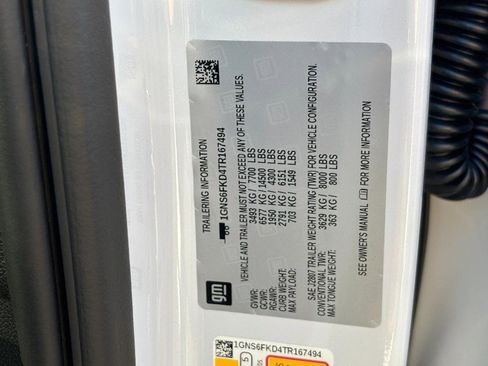 TRAILERING INFORMATION
1GNS6FKD4TR167494
VEHICLE AND TRAILER MUST NOT EXCEED ANY OF THESE VALUES.
GVWR: 3493 KG / 7700 LBS
GCWR: 6577 KG / 14500 LBS
RGAWR: 1950 KG / 4300 LBS
CURB WEIGHT: 2791 KG / 6151 LBS
MAX PAYLOAD: 703 KG / 1549 LBS
SAE J2807 TRAILER WEIGHT RATING (TWR) FOR VEHICLE CONFIGURATION.
CONVENTIONAL TWR: 3629 KG / 8000 LBS
MAX TONGUE WEIGHT: 363 KG / 800 LBS
SEE OWNER'S MANUAL FOR MORE INFORMATION
gm
1GNS6FKD4TR167494
5